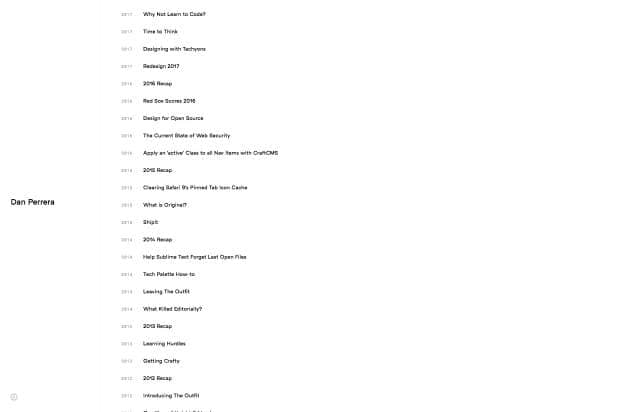 2017 Why Not Learn to Code?
2017 Time to Think
2017 Designing with Tachyons
2017 Redesign 2017
2016 2016 Recap
2016 Red Sox Scores 2016
2016 Design for Open Source
2016 The Current State of Web Security
2016 Apply an 'active' Class to all Nav Items with CraftCMS
2015 Recap
2015 Clearing Safari 9's Pinned Tab Icon Cache
Dan Perrera
2015 What is Original?
2015 ShipIt
2014 2014 Recap
2014 Help Sublime Text Forget Last Open Files
Tech Palette How-to
Leaving The Outfit
2014 What Killed Editorially?
2013 2013 Recap
2013 Learning Hurdles
2013 Getting Crafty
2012 2012 Recap
2012 Introducing The Outfit